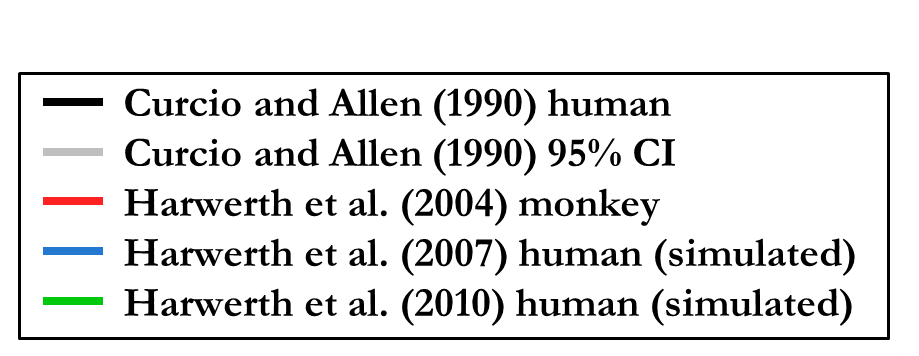 Curcio and Allen (1990) human
Curcio and Allen (1990) 95% CI
Harwerth et al. (2004) monkey
Harwerth et al. (2007) human (simulated)
Harwerth et al. (2010) human (simulated)